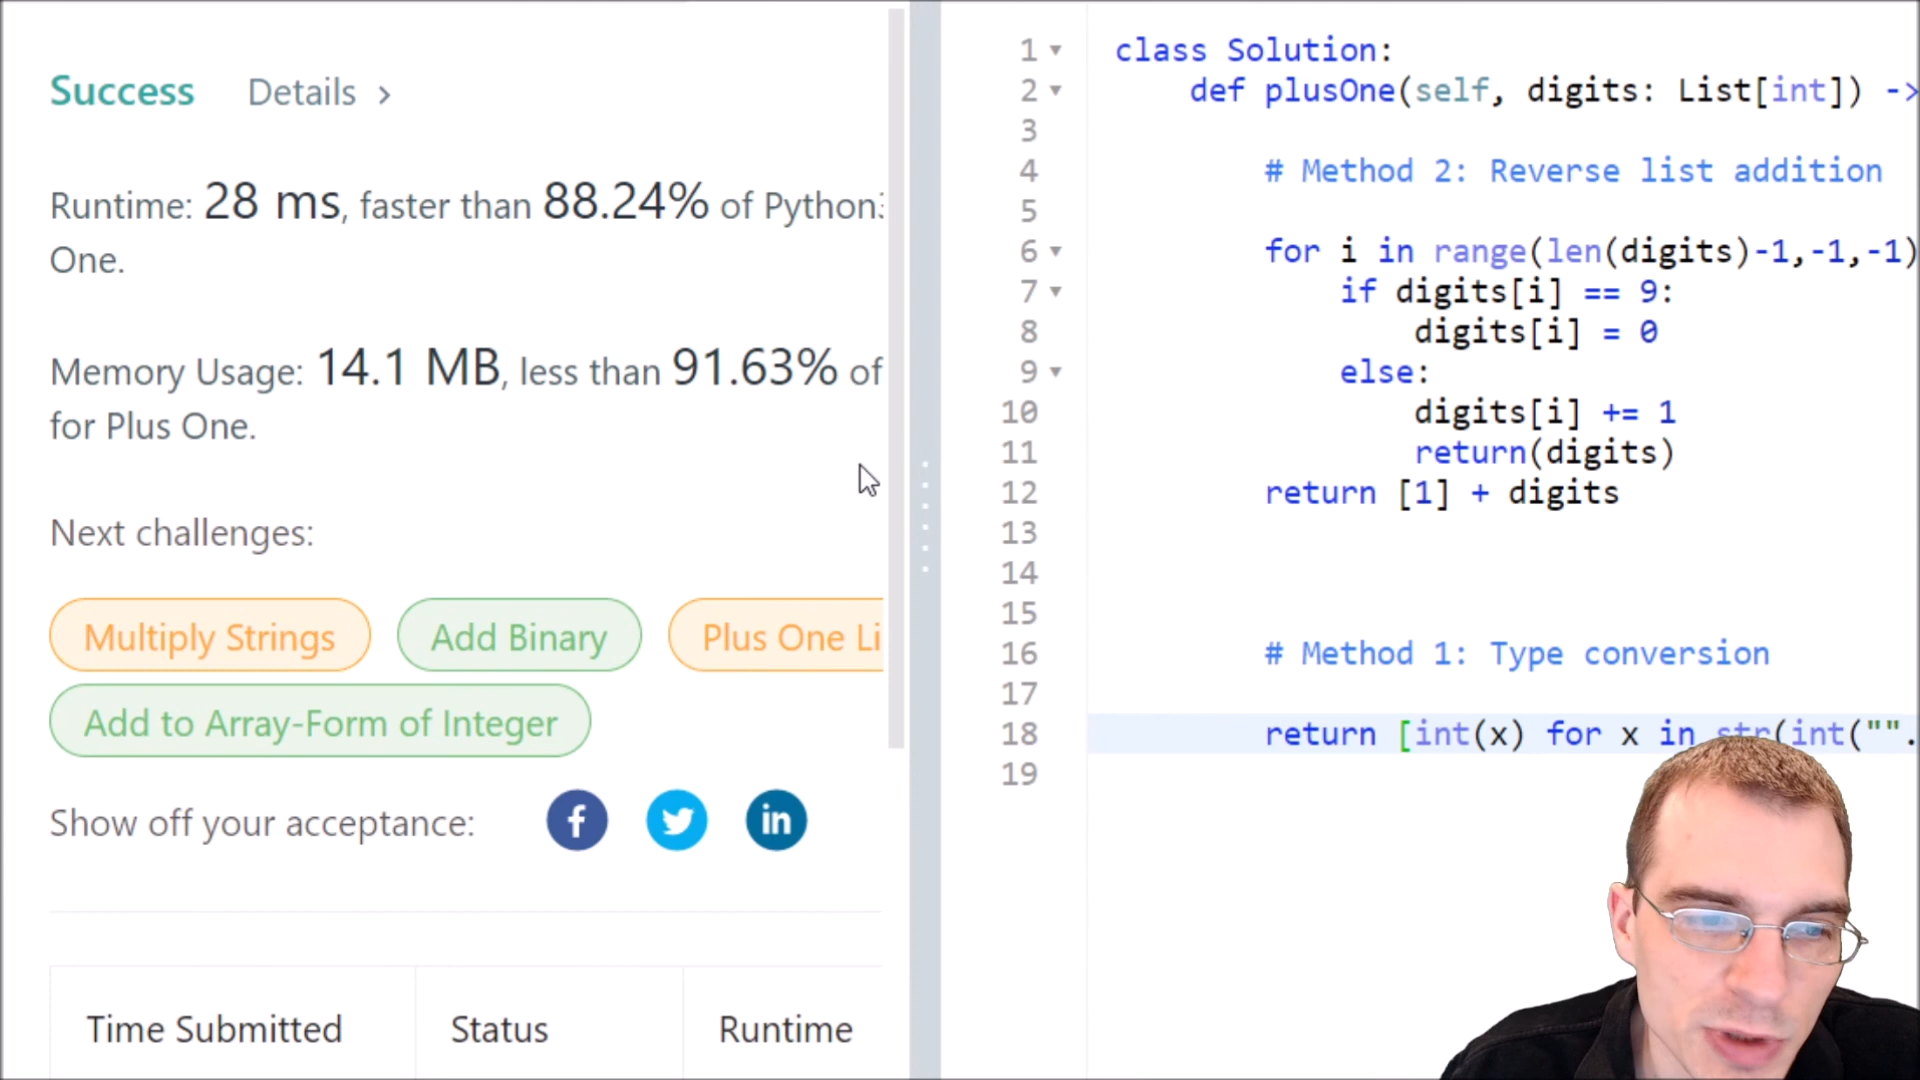 Success Details >
Runtime: 28 ms, faster than 88.24% of Python
One.
Memory Usage: 14.1 MB, less than 91.63% of
for Plus One.
Next challenges:
Multiply Strings Add Binary Plus One Li
Add to Array-Form of Integer
Show off your acceptance: f in
Time Submitted Status Runtime
1 class Solution:
2 def plusOne(self, digits: List[int]) ->
3
4 # Method 2: Reverse list addition
5
6 for i in range(len(digits)-1,-1,-1)
7 if digits[i] == 9:
8 digits[i] = 0
9 else:
10 digits[i] += 1
11 return(digits)
12 return [1] + digits
13
14
15
16 # Method 1: Type conversion
17
18 return [int(x) for x in str(int("".
19